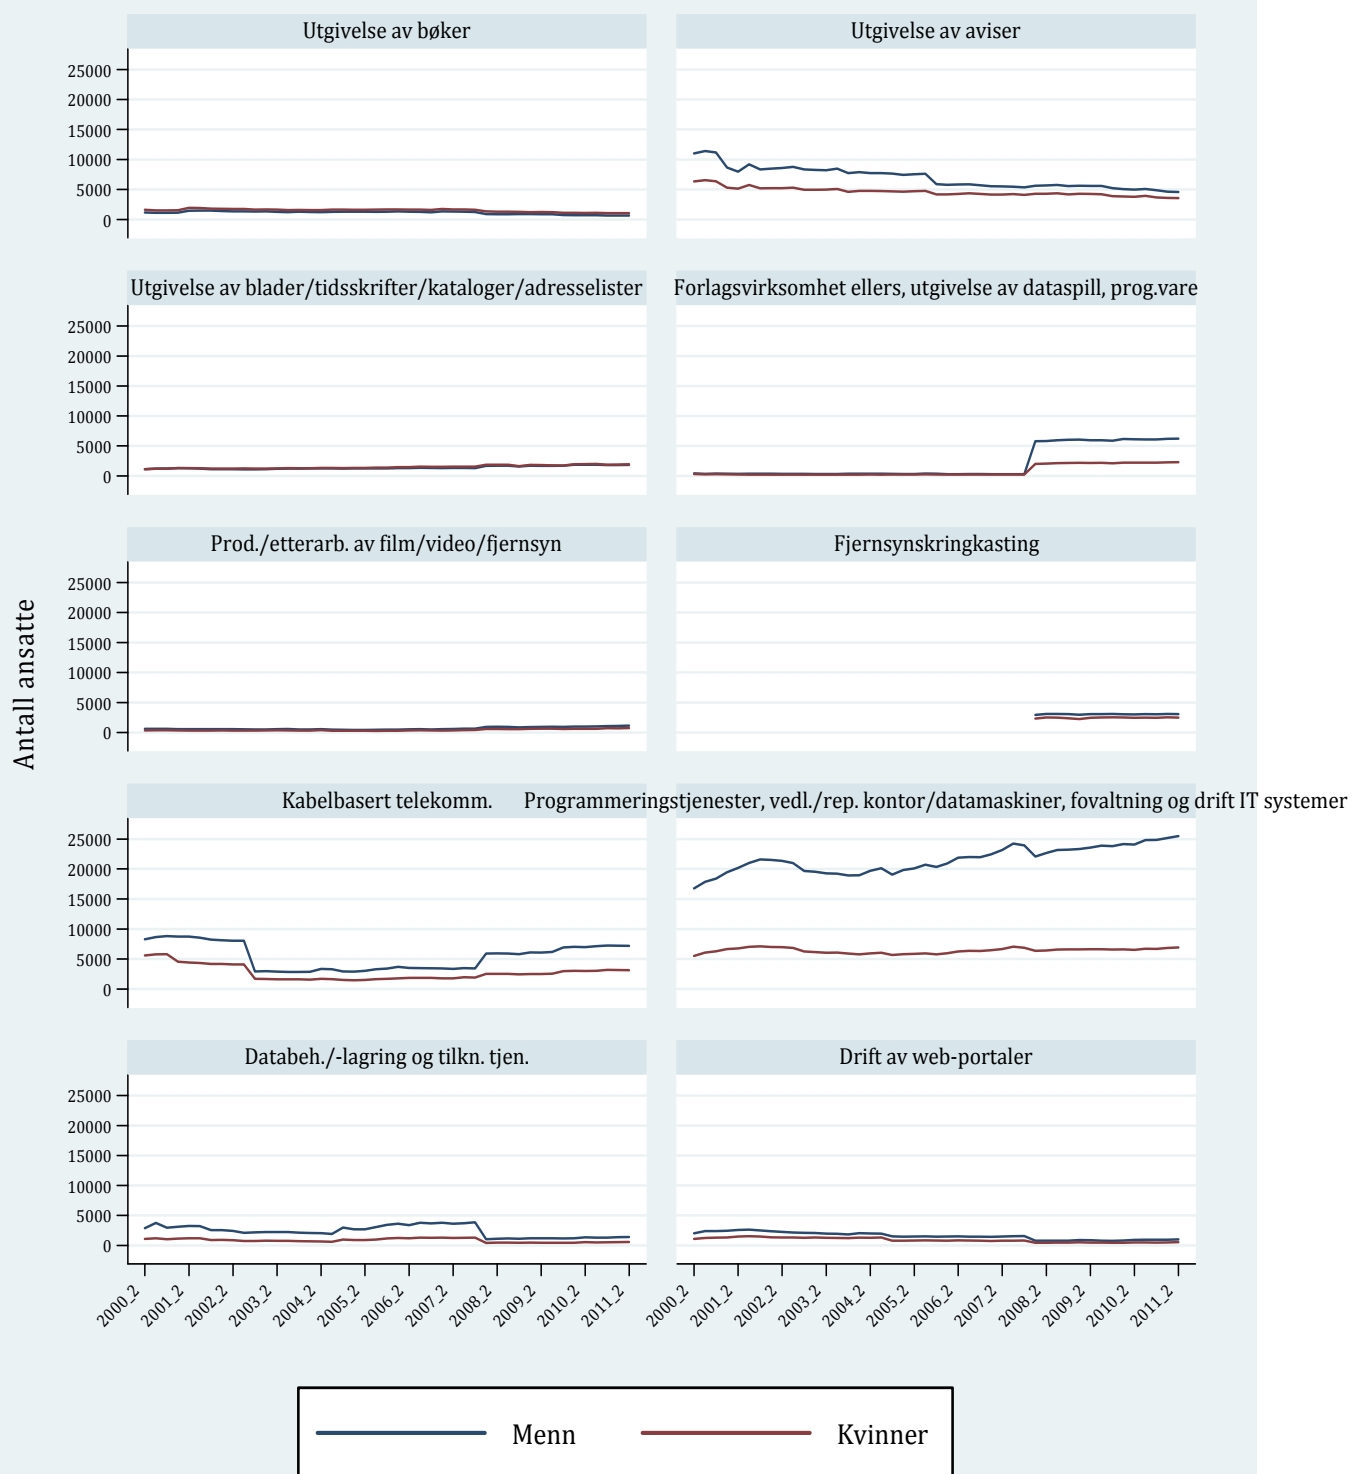 Utgivelse av bøker
Utgivelse av aviser
25000
20000
15000
10000
5000
0
Utgivelse av blader/tidsskrifter/kataloger/adresselister
Forlagsvirksomhet ellers, utgivelse av dataspill, prog.vare
25000
20000
15000
10000
5000
0
Prod./etterarb. av film/video/fjernsyn
Fjernsynskringkasting
25000
20000
15000
10000
5000
0
Antall ansatte
Kabelbasert telekomm.
Programmeringstjenester, vedl./rep. kontor/datamaskiner, fovaltning og drift IT systemer
25000
20000
15000
10000
5000
0
Databeh./-lagring og tilkn. tjen.
Drift av web-portaler
25000
20000
15000
10000
5000
0
2000_2 2001_2 2002_2 2003_2 2004_2 2005_2 2006_2 2007_2 2008_2 2009_2 2010_2 2011_2
2000_2 2001_2 2002_2 2003_2 2004_2 2005_2 2006_2 2007_2 2008_2 2009_2 2010_2 2011_2
Menn
Kvinner